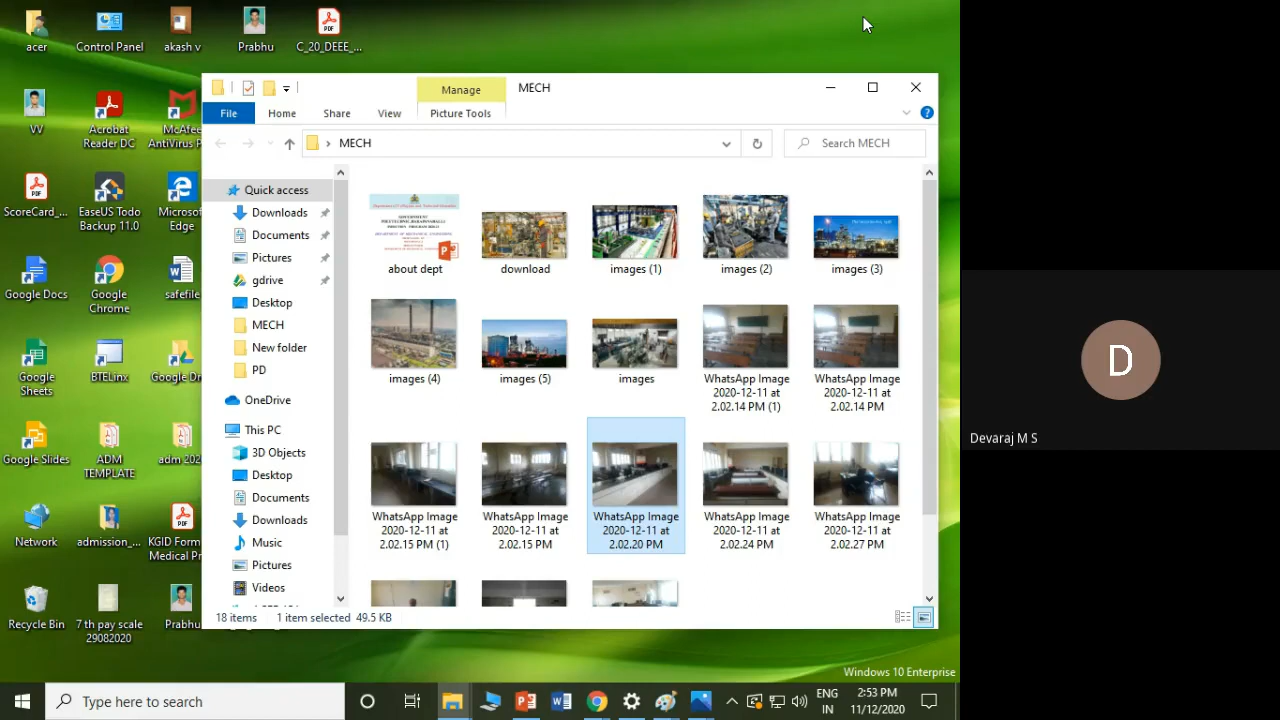 acer
Control Panel
akash v
Prabhu
C_20_DEEE_...
MECH
Manage
File
Home
Share
View
Picture Tools
MECH
Search MECH
VV
Acrobat
Reader DC
McAfee
AntiVirus P
ScoreCard_...
EaseUS Todo
Backup 11.0
Microsof
Edge
Google Docs
Google
Chrome
safefile
Google
Sheets
BTELinx
Google Dr
Google Slides
ADM
TEMPLATE
adm 202
Network
admission_...
KGID Form
Medical Pr
Recycle Bin
7 th pay scale
29082020
Prabhu
Quick access
Downloads
Documents
Pictures
gdrive
Desktop
MECH
New folder
PD
OneDrive
This PC
3D Objects
Desktop
Documents
Downloads
Music
Pictures
Videos
about dept
download
images (1)
images (2)
images (3)
images (4)
images (5)
images
WhatsApp Image
2020-12-11 at
2.02.14 PM (1)
WhatsApp Image
2020-12-11 at
2.02.14 PM
WhatsApp Image
2020-12-11 at
2.02.15 PM (1)
WhatsApp Image
2020-12-11 at
2.02.15 PM
WhatsApp Image
2020-12-11 at
2.02.20 PM
WhatsApp Image
2020-12-11 at
2.02.24 PM
WhatsApp Image
2020-12-11 at
2.02.27 PM
18 items
1 item selected 49.5 KB
Windows 10 Enterprise
Type here to search
ENG
IN
2:53 PM
11/12/2020
D
Devaraj M S